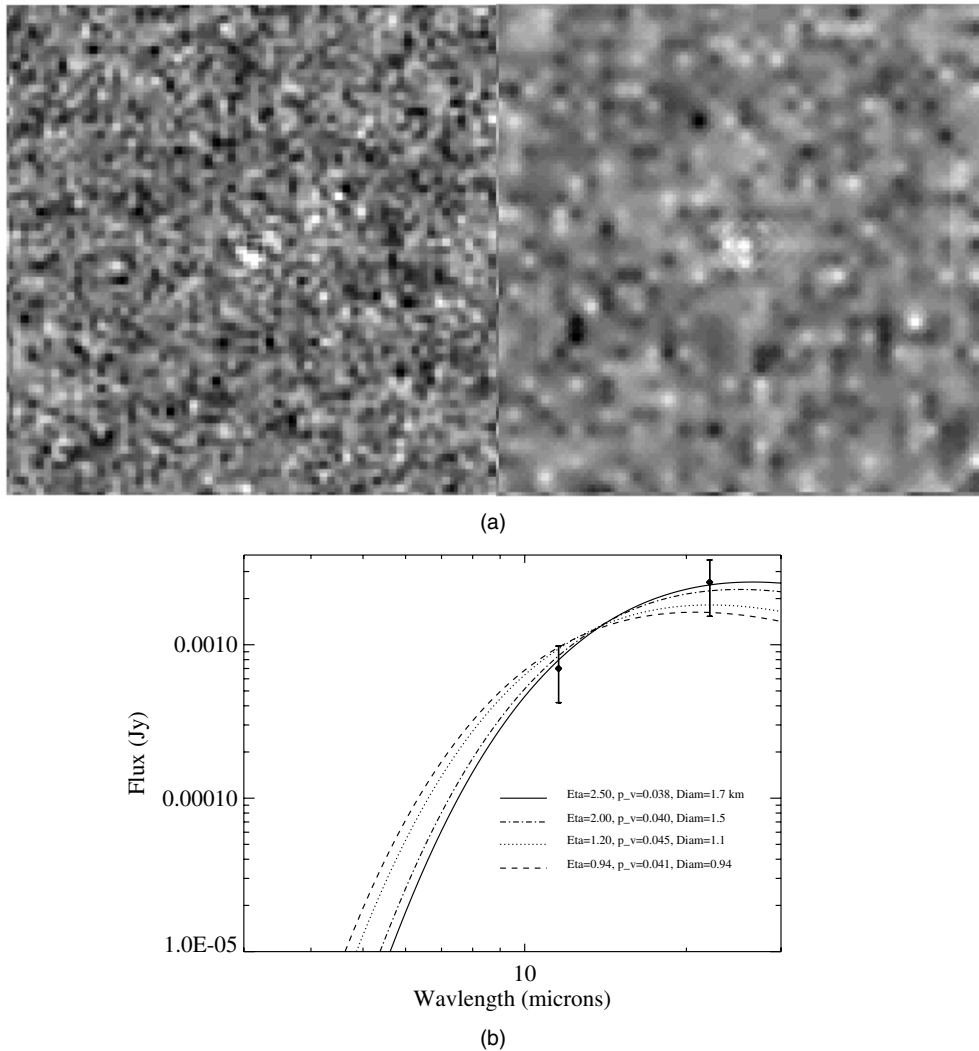 (a)
0.0010
0.00010
1.0E-05
Flux (Jy)
Eta=2.50, p_v=0.038, Diam=1.7 km
Eta=2.00, p_v=0.040, Diam=1.5
Eta=1.20, p_v=0.045, Diam=1.1
Eta=0.94, p_v=0.041, Diam=0.94
10
Wavlength (microns)
(b)